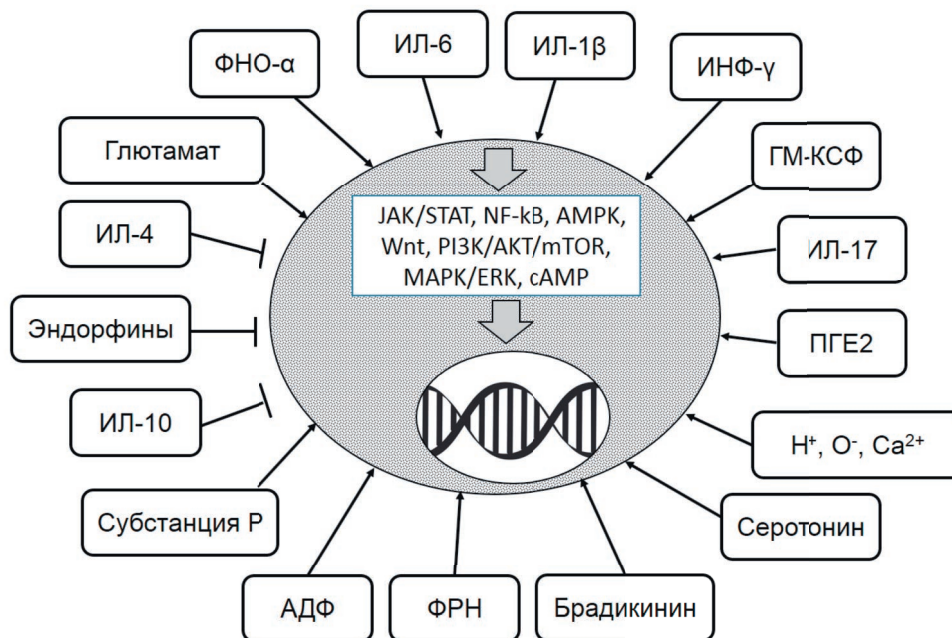 ИЛ-6
ИЛ-1β
ФНО-α
ИНФ-γ
Глютамат
ГМ-КСФ
ИЛ-4
ИЛ-17
JAK/STAT, NF-kB, AMPK,
Wnt, PI3K/AKT/mTOR,
MAPK/ERK, cAMP
Эндорфины
ПГЕ2
ИЛ-10
H⁺, O⁻, Ca²⁺
Субстанция P
Серотонин
АДФ
ФРН
Брадикинин